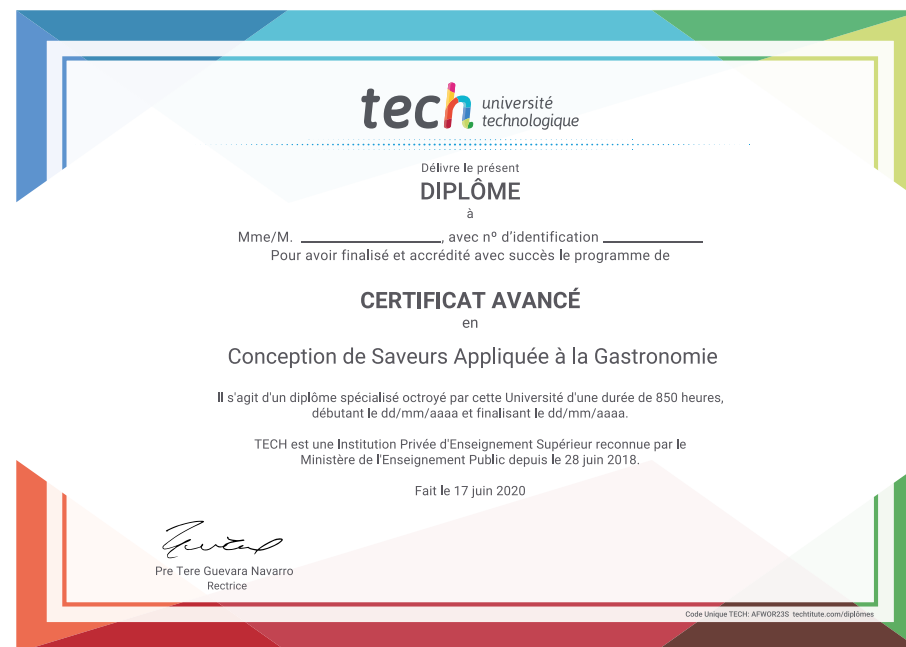 tech université
technologique
Délivre le présent
DIPLÔME
à
Mme/M. ____________________, avec nº d'identification ______________
Pour avoir finalisé et accrédité avec succès le programme de
CERTIFICAT AVANCÉ
en
Conception de Saveurs Appliquée à la Gastronomie
Il s'agit d'un diplôme spécialisé octroyé par cette Université d'une durée de 850 heures,
débutant le dd/mm/aaaa et finalisant le dd/mm/aaaa.
TECH est une Institution Privée d'Enseignement Supérieur reconnue par le
Ministère de l'Enseignement Public depuis le 28 juin 2018.
Fait le 17 juin 2020
Pre Tere Guevara Navarro
Rectrice
Code Unique TECH: AFWOR23S techtitute.com/diplômes